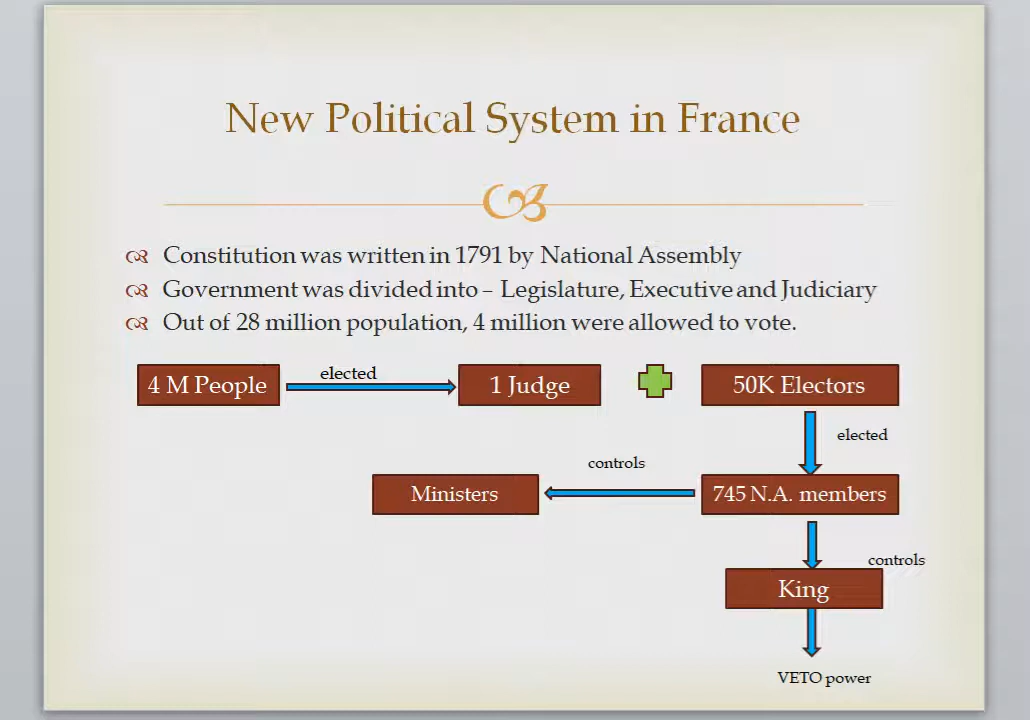 New Political System in France
Constitution was written in 1791 by National Assembly
Government was divided into – Legislature, Executive and Judiciary
Out of 28 million population, 4 million were allowed to vote.
4 M People
elected
1 Judge
50K Electors
elected
controls
Ministers
745 N.A. members
controls
King
VETO power